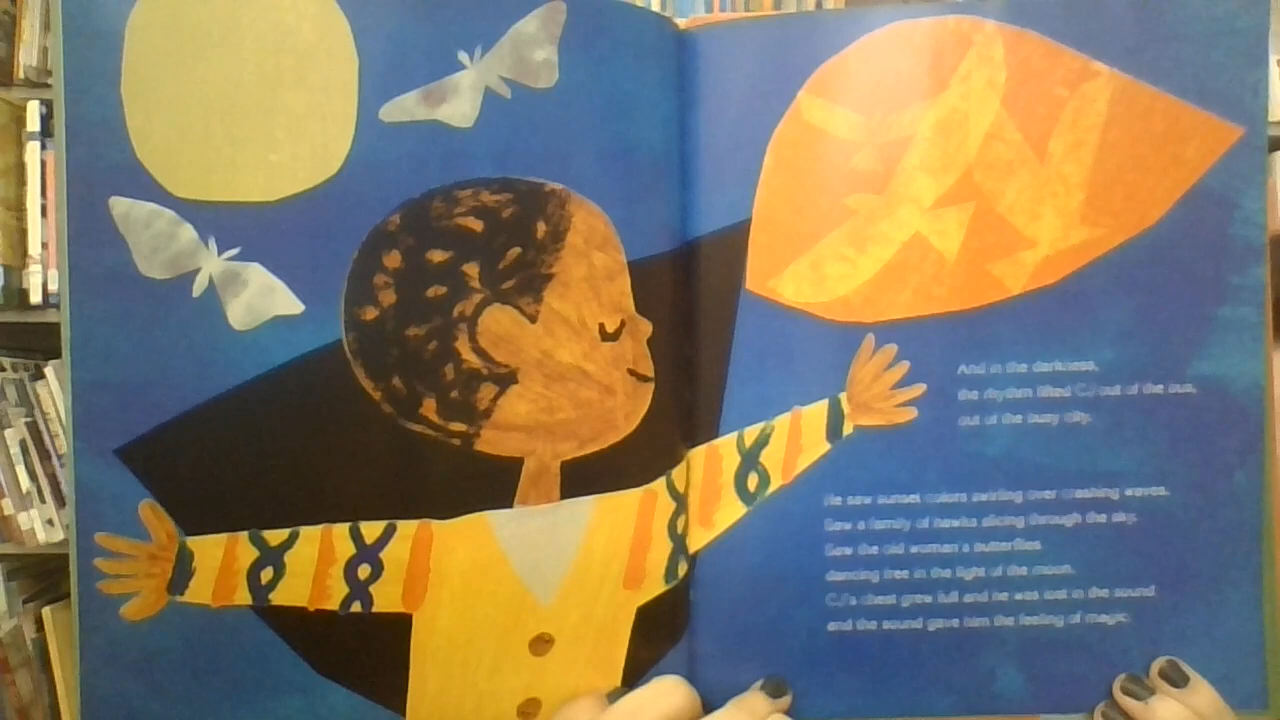 And in the darkness,
the rhythm lifted CJ out of the bus,
out of the busy city.
He saw sunset colors swirling over crashing waves.
Saw a family of hawks slicing through the sky.
Saw the old woman's butterflies
dancing free in the light of the moon.
CJ's chest grew full and he was lost in the sound
and the sound gave him the feeling of magic.